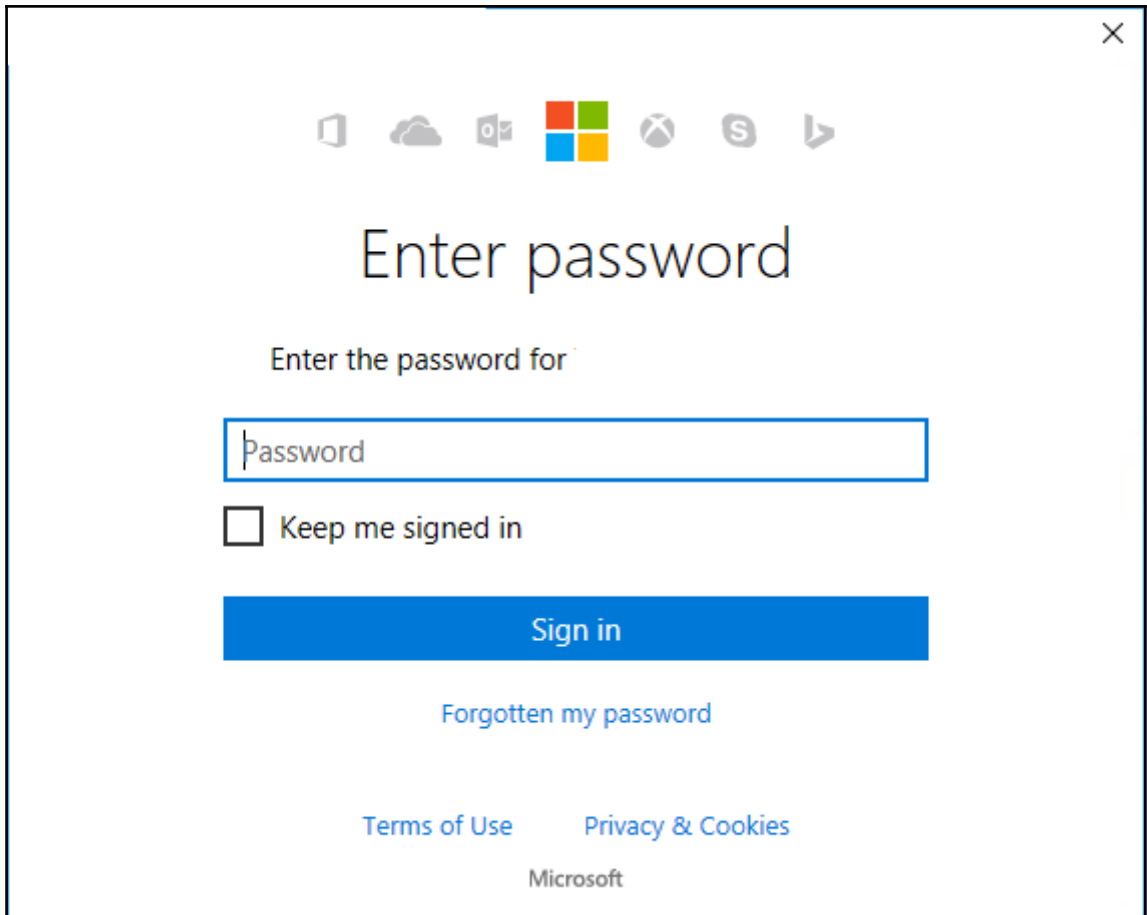 Enter password
Enter the password for
Password
Keep me signed in
Sign in
Forgotten my password
Terms of Use Privacy & Cookies
Microsoft